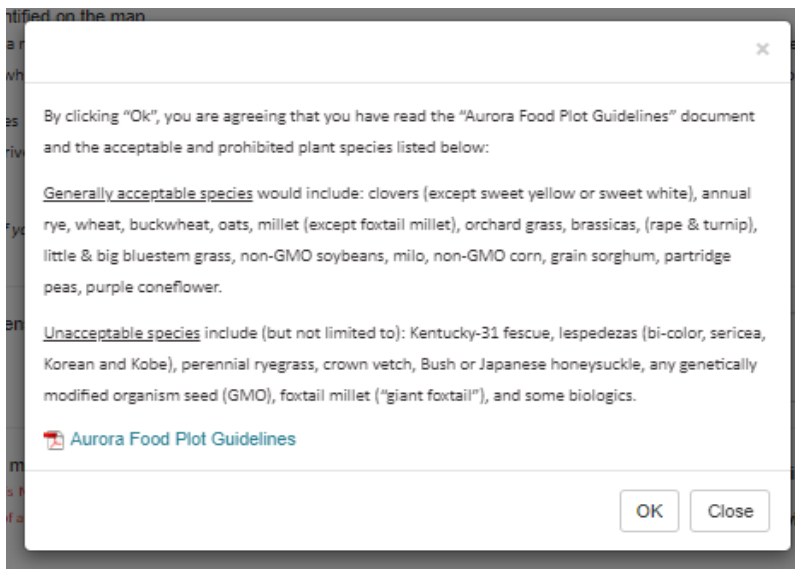 ntified on the map
×
By clicking “Ok”, you are agreeing that you have read the “Aurora Food Plot Guidelines” document
and the acceptable and prohibited plant species listed below:
Generally acceptable species would include: clovers (except sweet yellow or sweet white), annual
rye, wheat, buckwheat, oats, millet (except foxtail millet), orchard grass, brassicas, (rape & turnip),
little & big bluestem grass, non-GMO soybeans, milo, non-GMO corn, grain sorghum, partridge
peas, purple coneflower.
Unacceptable species include (but not limited to): Kentucky-31 fescue, lespedezas (bi-color, sericea,
Korean and Kobe), perennial ryegrass, crown vetch, Bush or Japanese honeysuckle, any genetically
modified organism seed (GMO), foxtail millet (“giant foxtail”), and some biologics.
Aurora Food Plot Guidelines
OK Close